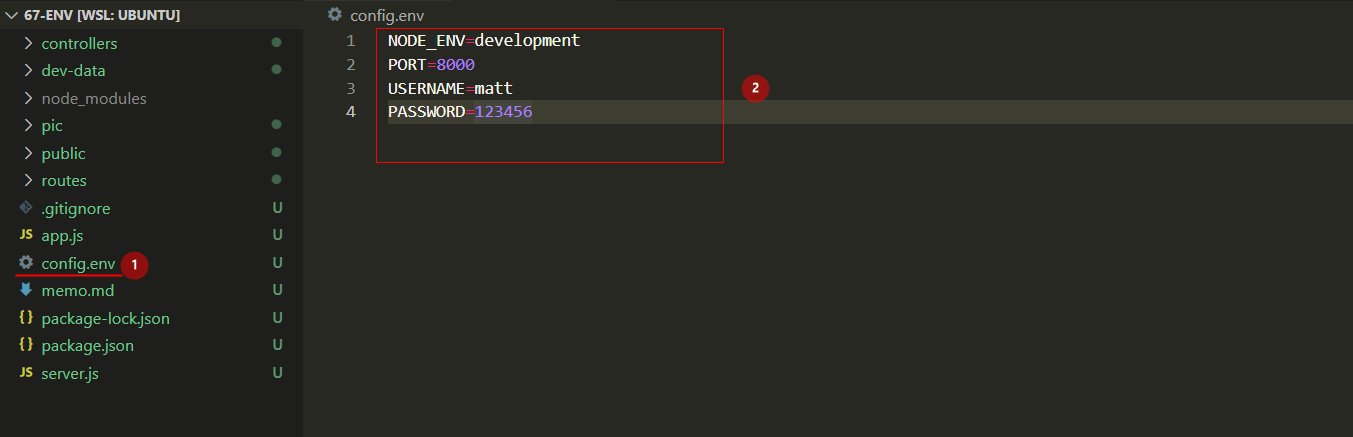 67-ENV [WSL: UBUNTU]
controllers
dev-data
node_modules
pic
public
routes
.gitignore U
JS app.js U
config.env 1 U
memo.md U
{} package-lock.json U
{} package.json U
JS server.js U
config.env
1 NODE_ENV=development
2 PORT=8000
3 USERNAME=matt
4 PASSWORD=123456
2